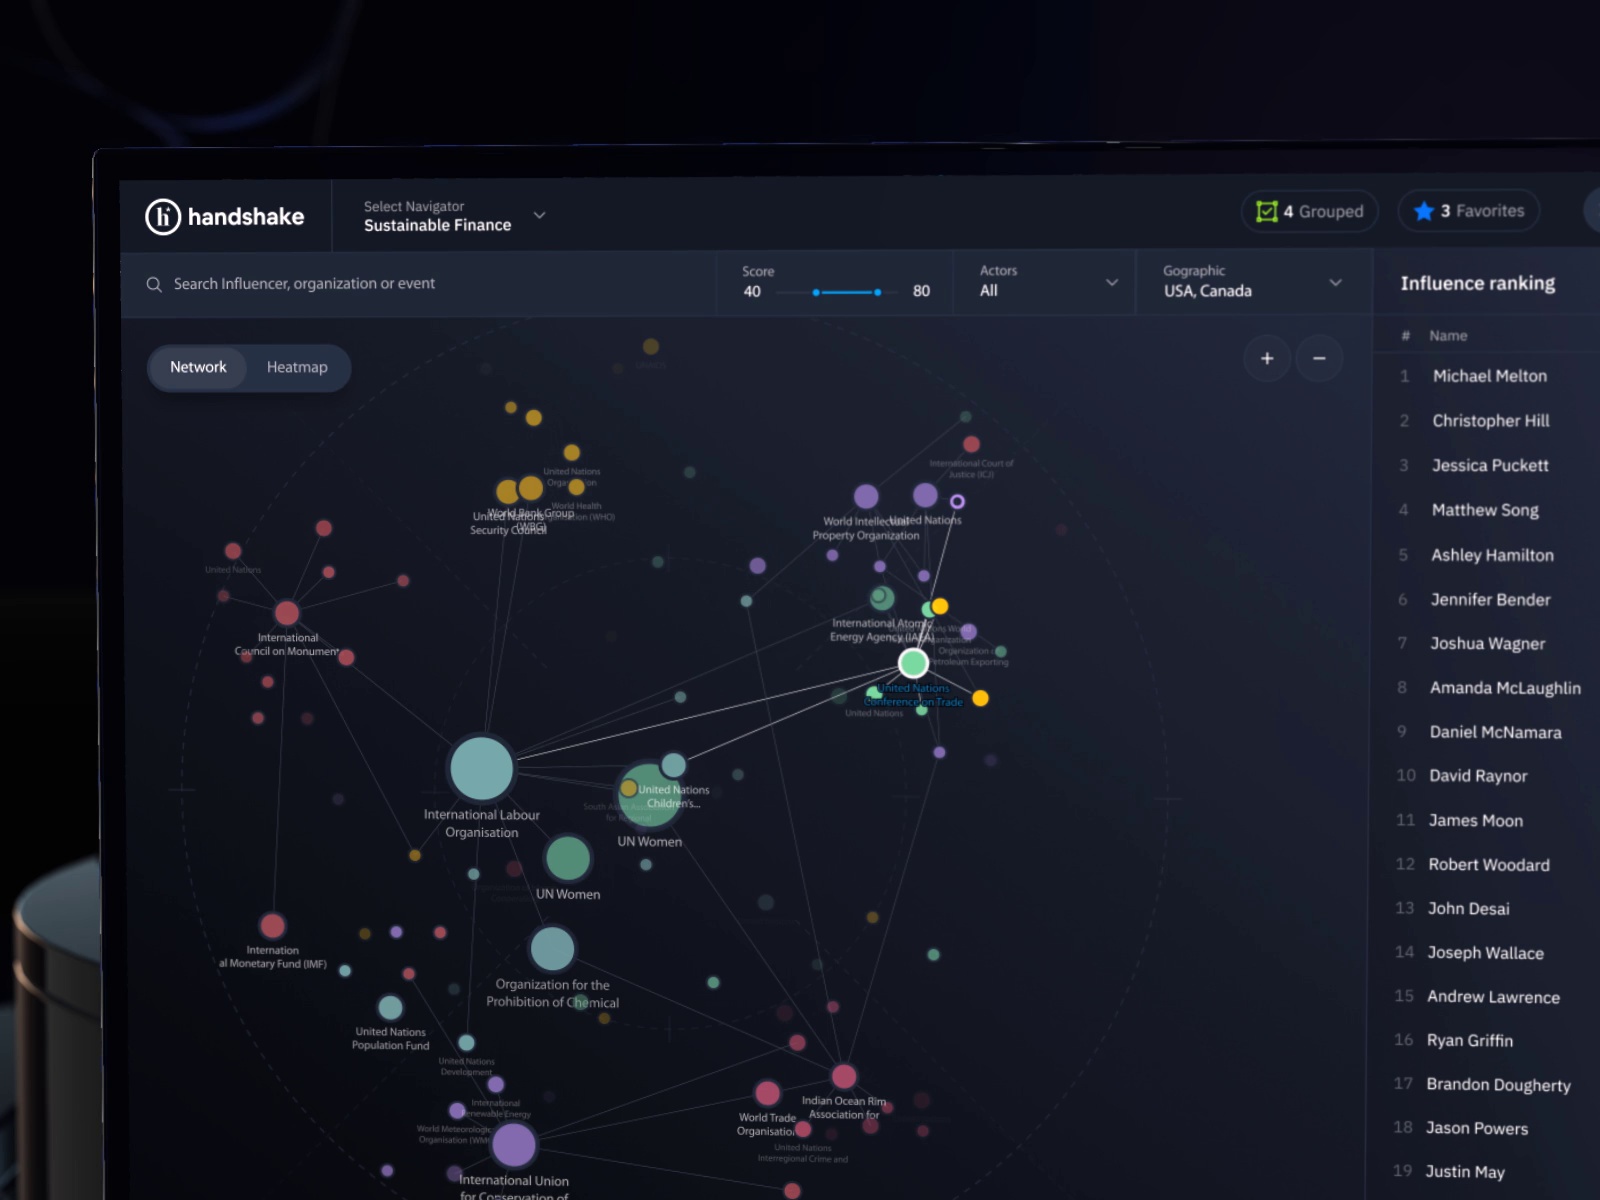 handshake
Select Navigator
Sustainable Finance
4 Grouped
3 Favorites
Search Influencer, organization or event
Score
40
80
Actors
All
Gographic
USA, Canada
Influence ranking
Network
Heatmap
+
−
# Name
1 Michael Melton
2 Christopher Hill
3 Jessica Puckett
4 Matthew Song
5 Ashley Hamilton
6 Jennifer Bender
7 Joshua Wagner
8 Amanda McLaughlin
9 Daniel McNamara
10 David Raynor
11 James Moon
12 Robert Woodard
13 John Desai
14 Joseph Wallace
15 Andrew Lawrence
16 Ryan Griffin
17 Brandon Dougherty
18 Jason Powers
19 Justin May
United Nations
World Health
World Bank Group
(WBG)
United Nations
Security Council
International Court of
Justice (ICJ)
World Intellectual
Property Organization
United Nations
United Nations
International
Council on Monument
International Atomic
Energy Agency (IAEA)
Organization
Petroleum Exporting
United Nations
Conference on Trade
United Nations
International Labour
Organisation
United Nations
Children's...
for Regional
UN Women
UN Women
Internation
al Monetary Fund (IMF)
Organization for the
Prohibition of Chemical
United Nations
Population Fund
United Nations
Development
International
Renewable Energy
World Meteorologic
Organisation (WM
International Union
for Conservation of
World Trade
Organisation
Indian Ocean Rim
Association for
United Nations
Interregional Crime and